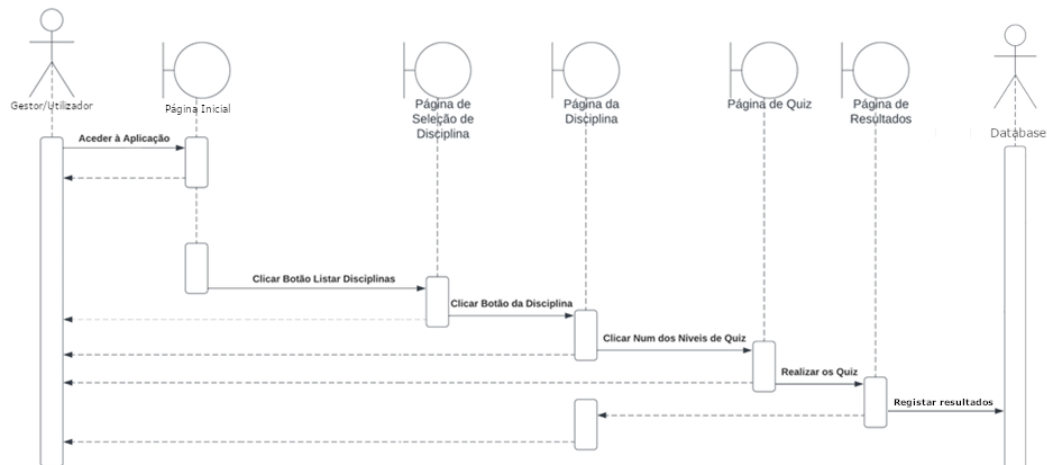 Gestor/Utilizador
Página Inicial
Página de
Seleção de
Disciplina
Página da
Disciplina
Página de Quiz
Página de
Resultados
Database
Aceder à Aplicação
Clicar Botão Listar Disciplinas
Clicar Botão da Disciplina
Clicar Num dos Niveis de Quiz
Realizar os Quiz
Registar resultados